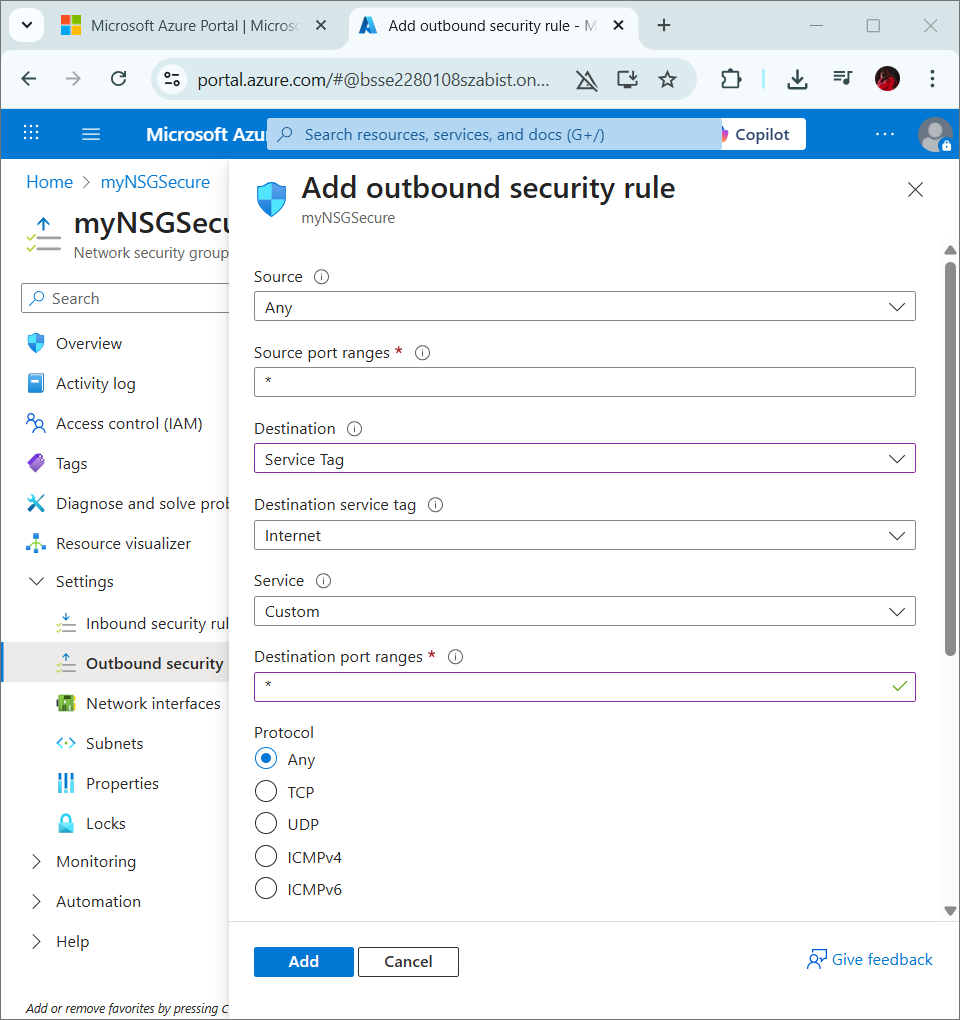 Microsoft Azure Portal | Microsc
Add outbound security rule - M
portal.azure.com/#@bsse2280108szabist.on...
Microsoft Azu
Search resources, services, and docs (G+/)
Copilot
Home > myNSGSecure
myNSGSecu
Network security group
Search
Overview
Activity log
Access control (IAM)
Tags
Diagnose and solve prob
Resource visualizer
Settings
Inbound security rul
Outbound security
Network interfaces
Subnets
Properties
Locks
Monitoring
Automation
Help
Add or remove favorites by pressing C
Add outbound security rule
myNSGSecure
Source
Any
Source port ranges *
*
Destination
Service Tag
Destination service tag
Internet
Service
Custom
Destination port ranges *
*
Protocol
Any
TCP
UDP
ICMPv4
ICMPv6
Add
Cancel
Give feedback